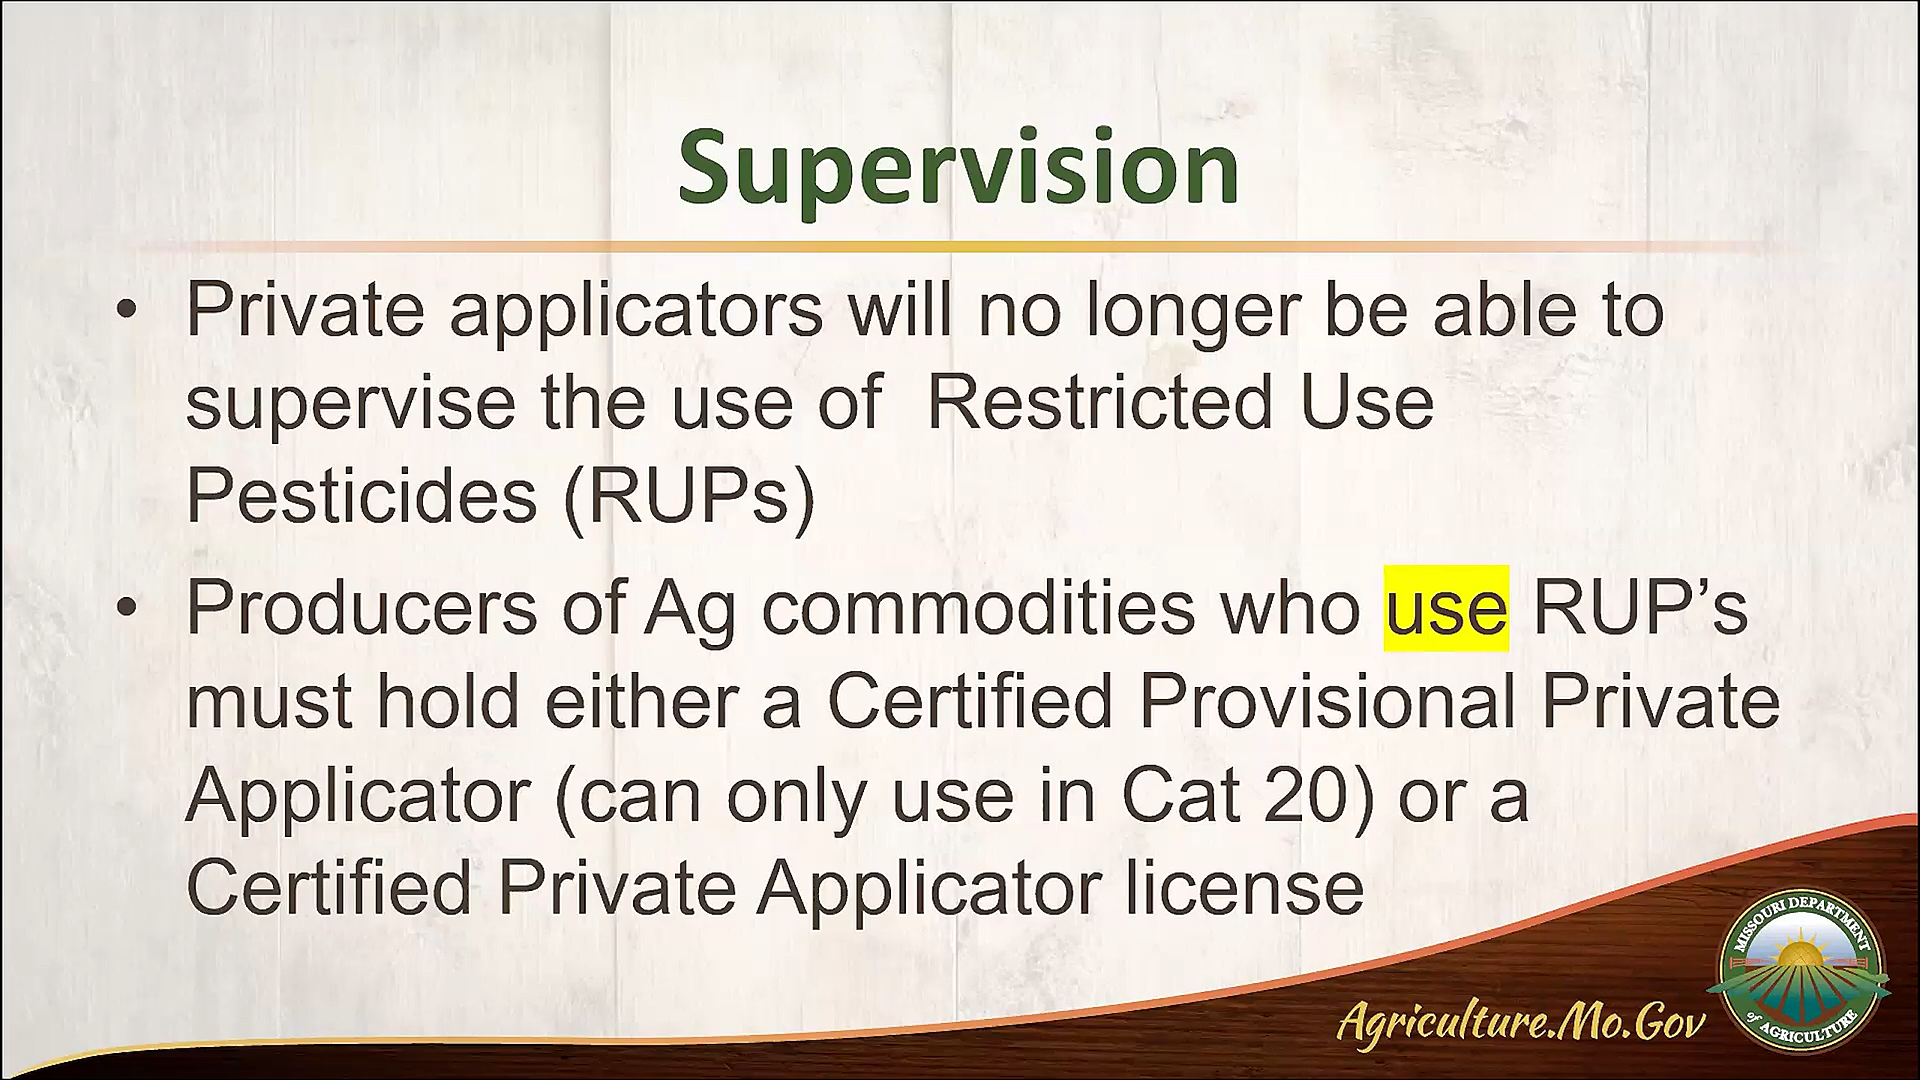 Supervision
• Private applicators will no longer be able to
supervise the use of  Restricted Use
Pesticides (RUPs)
• Producers of Ag commodities who use RUP’s
must hold either a Certified Provisional Private
Applicator (can only use in Cat 20) or a
Certified Private Applicator license
MISSOURI DEPARTMENT
of AGRICULTURE
Agriculture.Mo.Gov